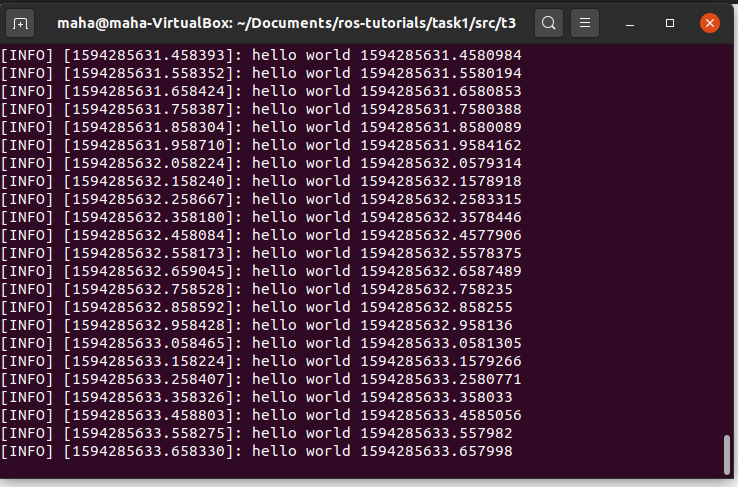 maha@maha-VirtualBox: ~/Documents/ros-tutorials/task1/src/t3
[INFO] [1594285631.458393]: hello world 1594285631.4580984
[INFO] [1594285631.558352]: hello world 1594285631.5580194
[INFO] [1594285631.658424]: hello world 1594285631.6580853
[INFO] [1594285631.758387]: hello world 1594285631.7580388
[INFO] [1594285631.858304]: hello world 1594285631.8580089
[INFO] [1594285631.958710]: hello world 1594285631.9584162
[INFO] [1594285632.058224]: hello world 1594285632.0579314
[INFO] [1594285632.158240]: hello world 1594285632.1578918
[INFO] [1594285632.258667]: hello world 1594285632.2583315
[INFO] [1594285632.358180]: hello world 1594285632.3578446
[INFO] [1594285632.458084]: hello world 1594285632.4577906
[INFO] [1594285632.558173]: hello world 1594285632.5578375
[INFO] [1594285632.659045]: hello world 1594285632.6587489
[INFO] [1594285632.758528]: hello world 1594285632.758235
[INFO] [1594285632.858592]: hello world 1594285632.858255
[INFO] [1594285632.958428]: hello world 1594285632.958136
[INFO] [1594285633.058465]: hello world 1594285633.0581305
[INFO] [1594285633.158224]: hello world 1594285633.1579266
[INFO] [1594285633.258407]: hello world 1594285633.2580771
[INFO] [1594285633.358326]: hello world 1594285633.358033
[INFO] [1594285633.458803]: hello world 1594285633.4585056
[INFO] [1594285633.558275]: hello world 1594285633.557982
[INFO] [1594285633.658330]: hello world 1594285633.657998